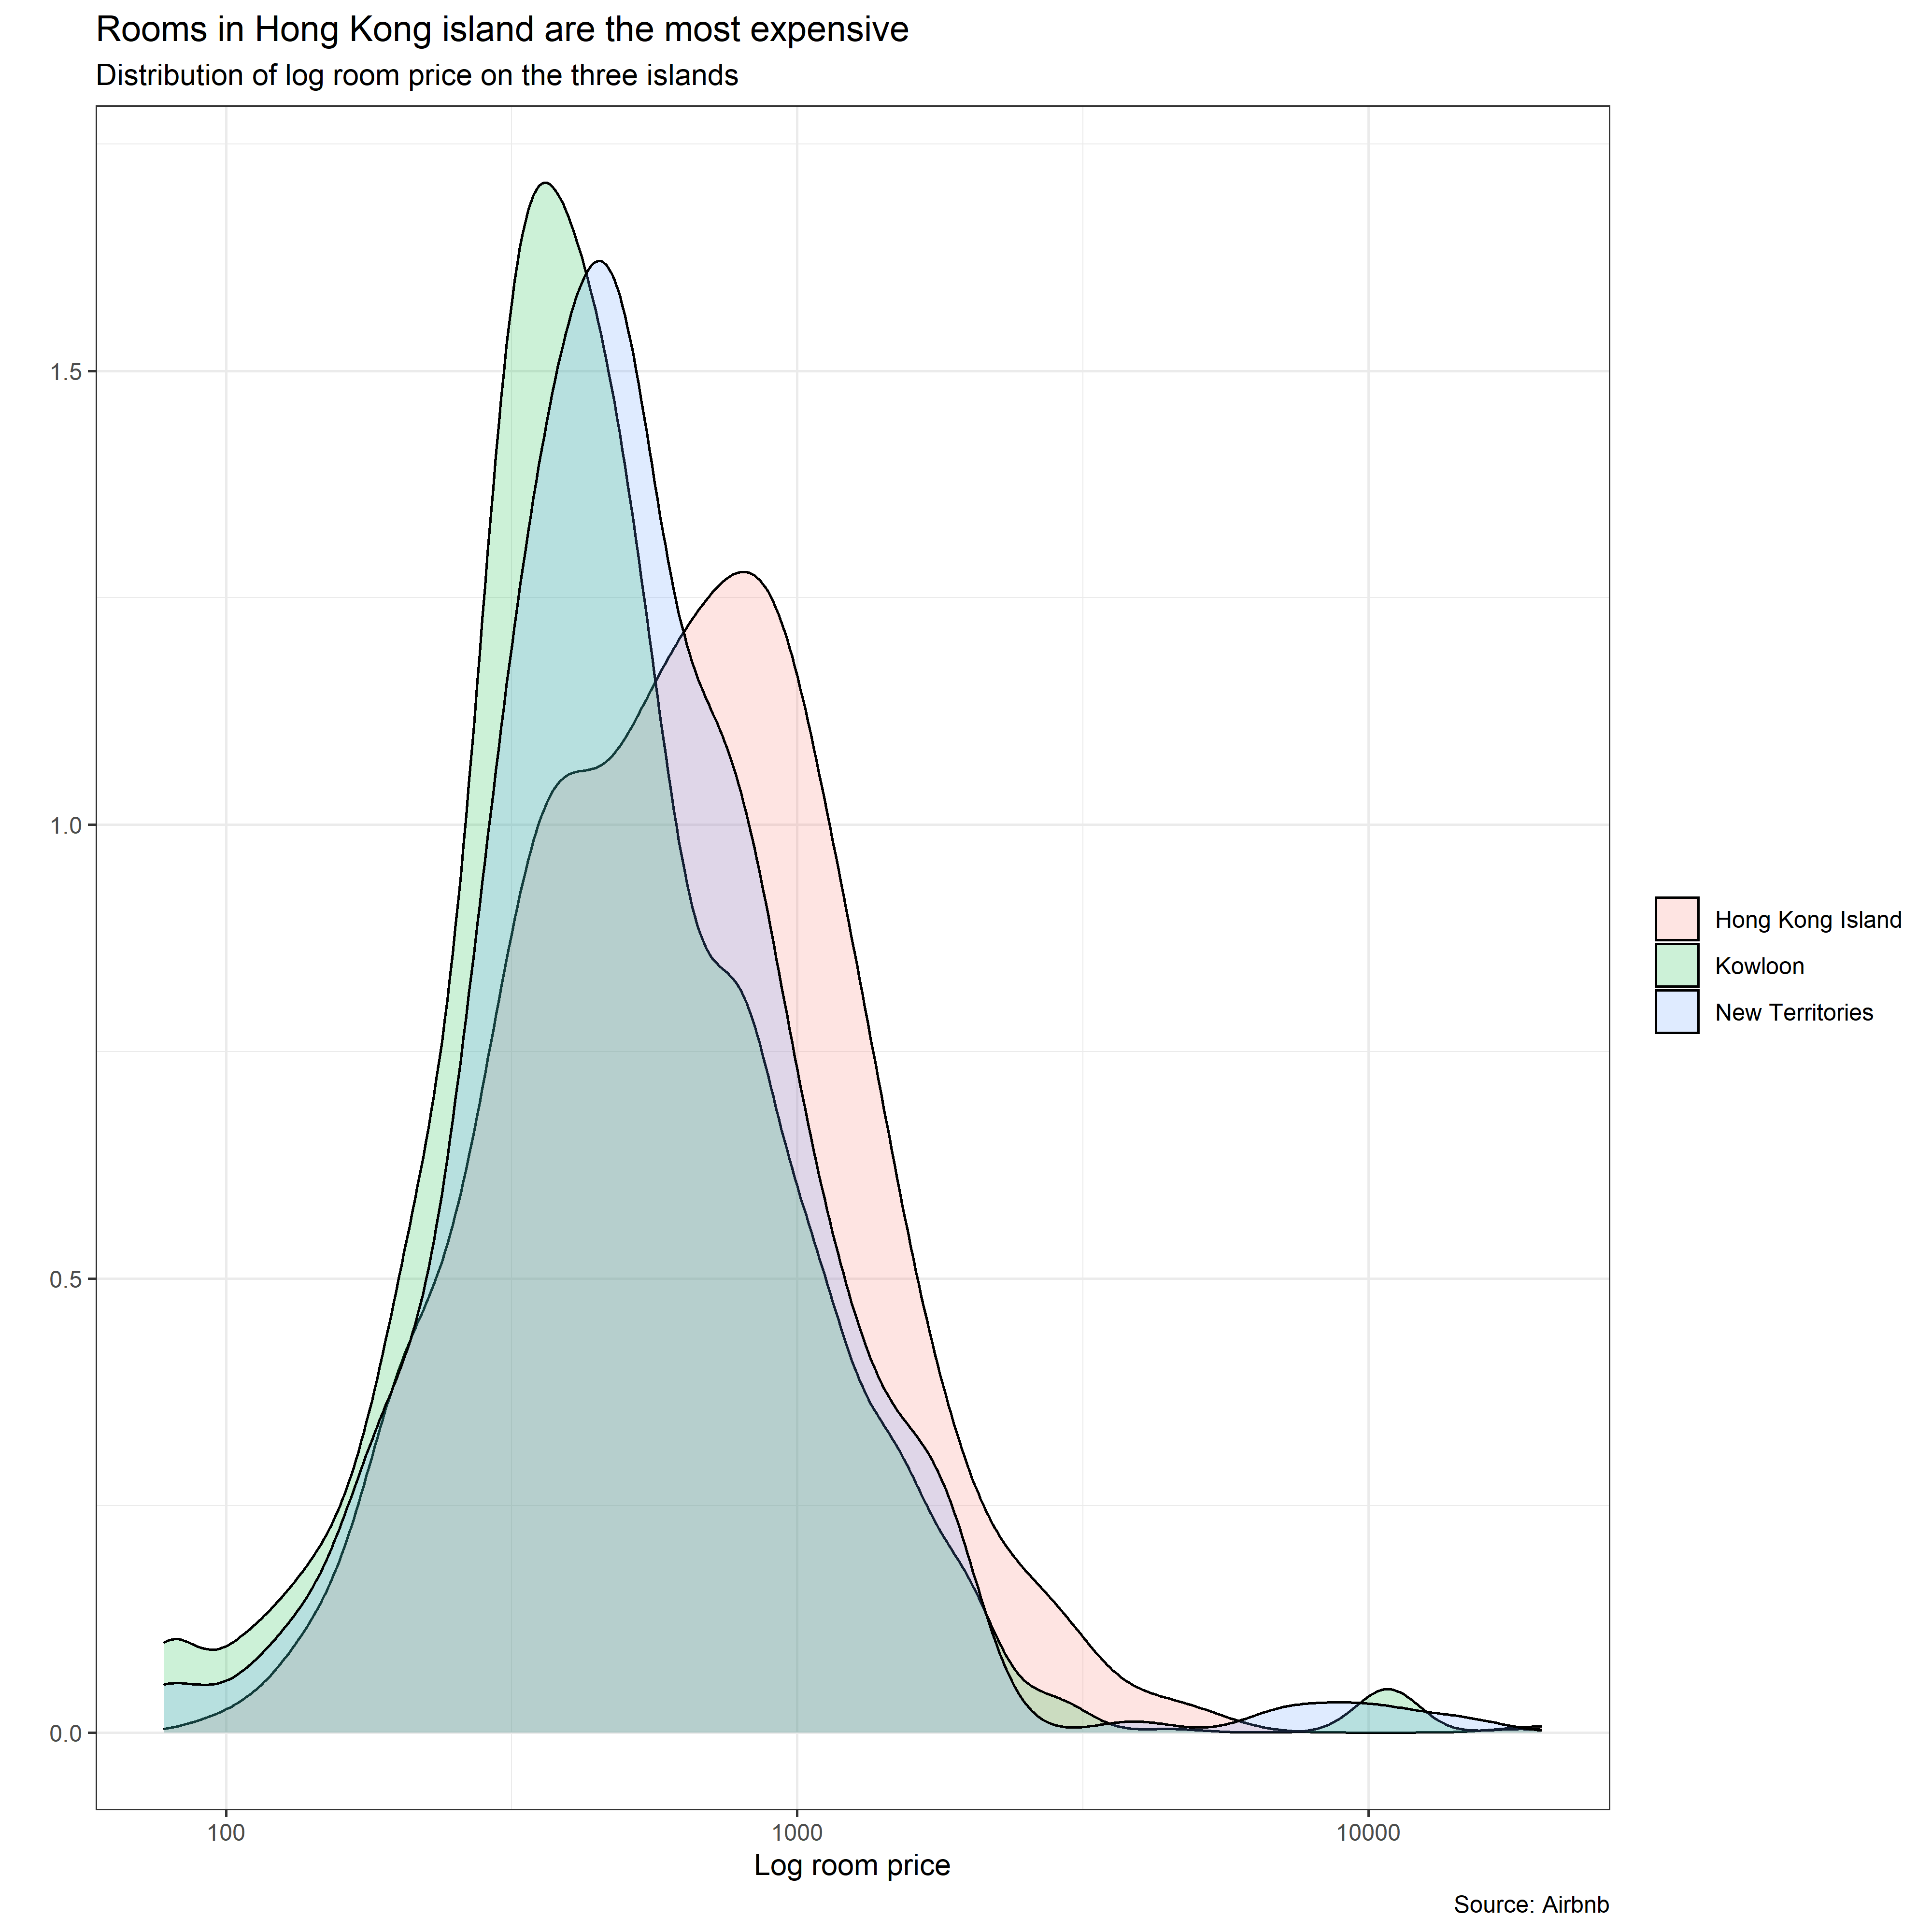 Rooms in Hong Kong island are the most expensive
Distribution of log room price on the three islands
1.5
1.0
0.5
0.0
100 1000 10000
Log room price
Hong Kong Island
Kowloon
New Territories
Source: Airbnb